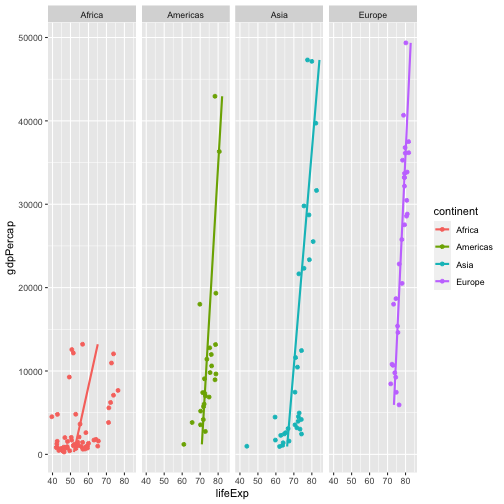 Africa Americas Asia Europe
50000
40000
30000
20000
10000
0
gdpPercap
40 50 60 70 80 40 50 60 70 80 40 50 60 70 80 40 50 60 70 80
lifeExp
continent
Africa
Americas
Asia
Europe